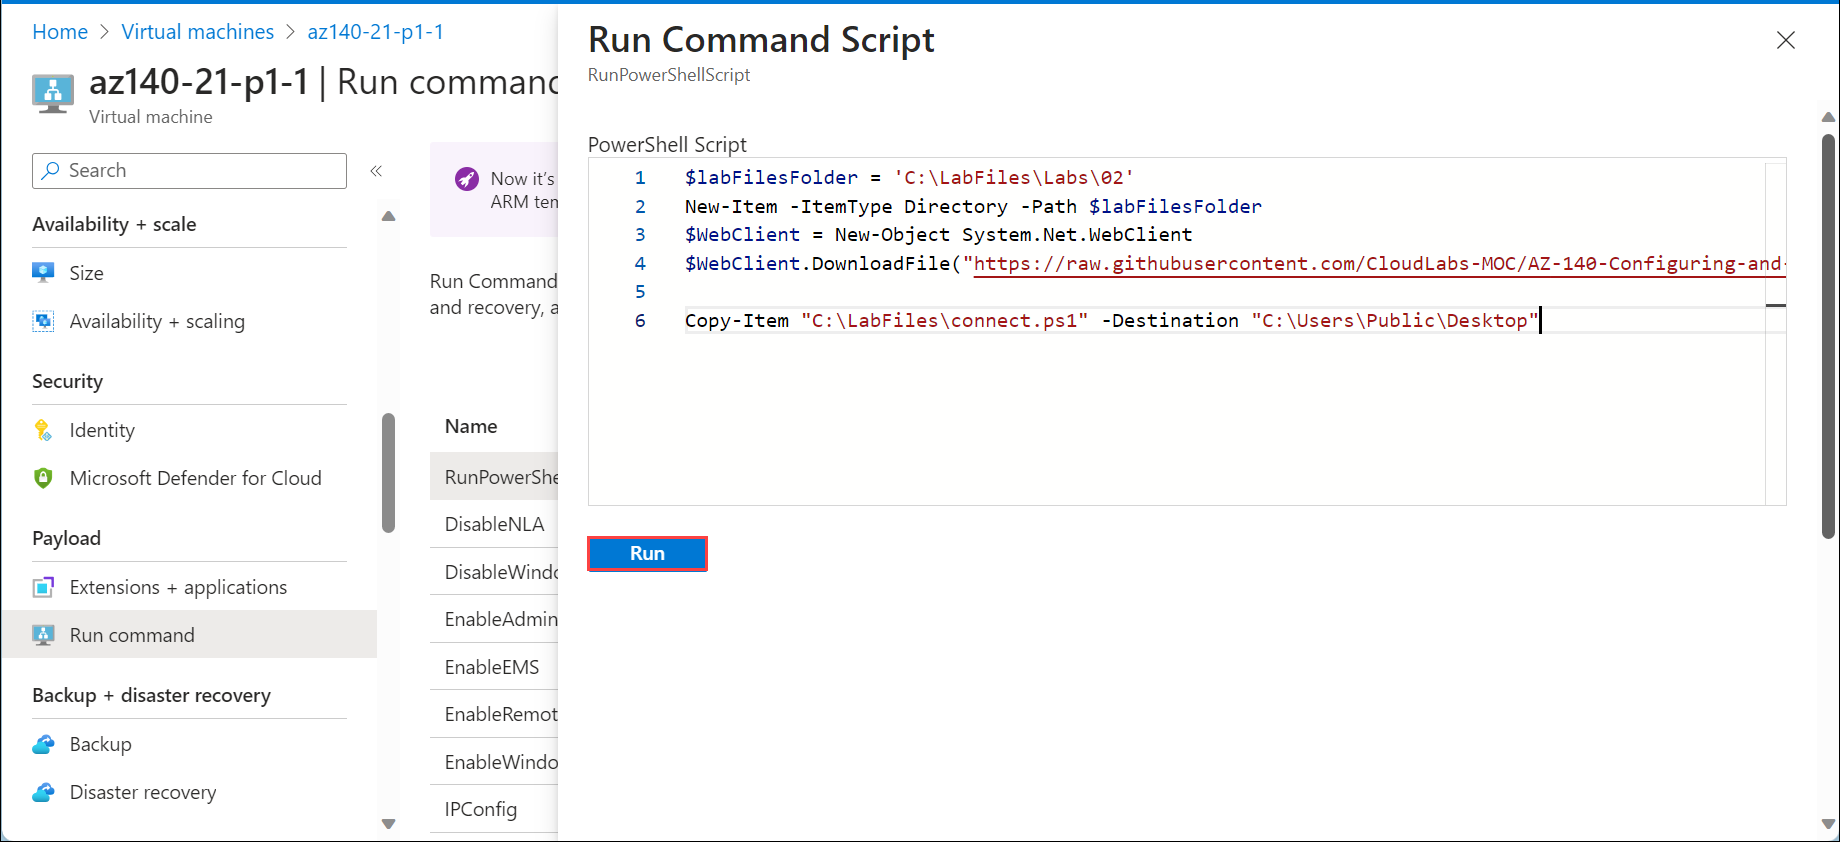 Home > Virtual machines > az140-21-p1-1
az140-21-p1-1 | Run command
Virtual machine
Search
«
Availability + scale
Size
Availability + scaling
Security
Identity
Microsoft Defender for Cloud
Payload
Extensions + applications
Run command
Backup + disaster recovery
Backup
Disaster recovery
Now it's
ARM tem
Run Command
and recovery, a
Name
RunPowerShe
DisableNLA
DisableWindo
EnableAdmin
EnableEMS
EnableRemot
EnableWindo
IPConfig
Run Command Script
RunPowerShellScript
PowerShell Script
1 $labFilesFolder = 'C:\LabFiles\Labs\02'
2 New-Item -ItemType Directory -Path $labFilesFolder
3 $WebClient = New-Object System.Net.WebClient
4 $WebClient.DownloadFile("https://raw.githubusercontent.com/CloudLabs-MOC/AZ-140-Configuring-and-
5
6 Copy-Item "C:\LabFiles\connect.ps1" -Destination "C:\Users\Public\Desktop"
Run